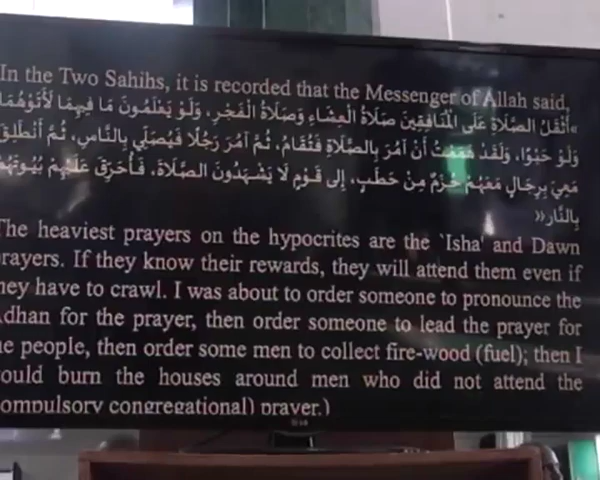 In the Two Sahihs, it is recorded that the Messenger of Allah said,
«أَثْقَلُ الصَّلَاةِ عَلَى الْمُنَافِقِينَ صَلَاةُ الْعِشَاءِ وَصَلَاةُ الْفَجْرِ، وَلَوْ يَعْلَمُونَ مَا فِيهِمَا لَأَتَوْهُمَا
وَلَوْ حَبْوًا، وَلَقَدْ هَمَمْتُ أَنْ آمُرَ بِالصَّلَاةِ فَتُقَامُ، ثُمَّ آمُرَ رَجُلًا فَيُصَلِّي بِالنَّاسِ، ثُمَّ أَنْطَلِقَ
مَعِيَ بِرِجَالٍ مَعَهُمْ حُزَمٌ مِنْ حَطَبٍ، إِلَى قَوْمٍ لَا يَشْهَدُونَ الصَّلَاةَ، فَأُحَرِّقَ عَلَيْهِمْ بُيُوتَهُمْ
بِالنَّار»
The heaviest prayers on the hypocrites are the `Isha' and Dawn
rayers. If they know their rewards, they will attend them even if
hey have to crawl. I was about to order someone to pronounce the
dhan for the prayer, then order someone to lead the prayer for
e people, then order some men to collect fire-wood (fuel); then I
ould burn the houses around men who did not attend the
ompulsory congregational) prayer.)